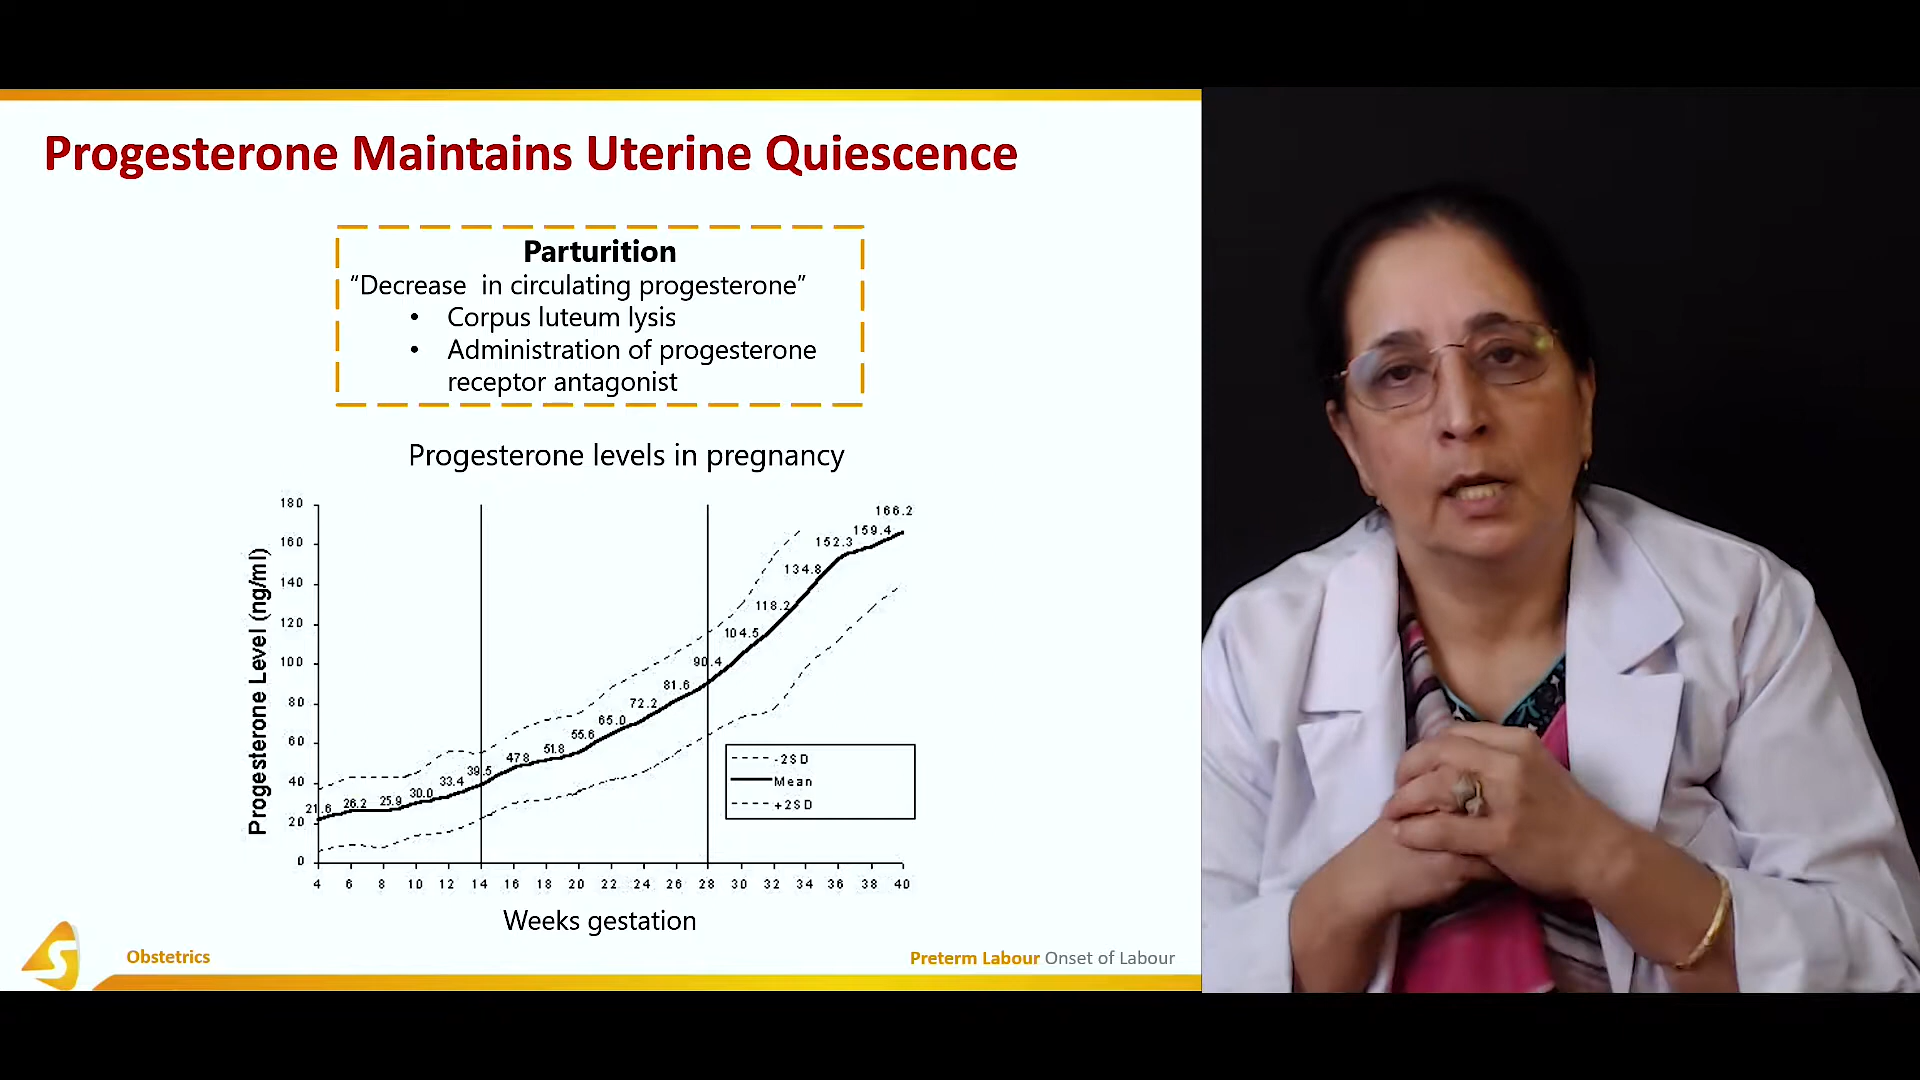 Progesterone Maintains Uterine Quiescence
Parturition
“Decrease in circulating progesterone”
• Corpus luteum lysis
• Administration of progesterone
receptor antagonist
Progesterone levels in pregnancy
Progesterone Level (ng/ml)
180
160
140
120
100
80
60
40
20
0
21.6
26.2
25.9
30.0
33.4
39.5
47.8
51.8
55.6
65.0
72.2
81.6
90.4
104.5
118.2
134.8
152.3
159.4
166.2
-2SD
Mean
+2SD
4 6 8 10 12 14 16 18 20 22 24 26 28 30 32 34 36 38 40
Weeks gestation
S
Obstetrics
Preterm Labour Onset of Labour